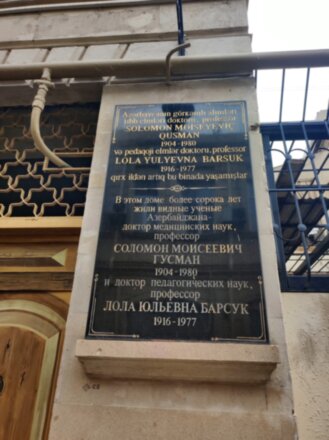 Azərbaycanın görkəmli alimləri
tibb elmləri doktoru, professor
SOLOMON MOİSEYEVİÇ
QUSMAN
1904-1980
və pedaqoji elmlər doktoru, professor
LOLA YULYEVNA BARSUK
1916-1977
qırx ildən artıq bu binada yaşamışlar
В этом доме более сорока лет
жили видные ученые
Азербайджана-
доктор медицинских наук,
профессор
СОЛОМОН МОИСЕЕВИЧ
ГУСМАН
1904-1980
и доктор педагогических наук,
профессор
ЛОЛА ЮЛЬЕВНА БАРСУК
1916-1977